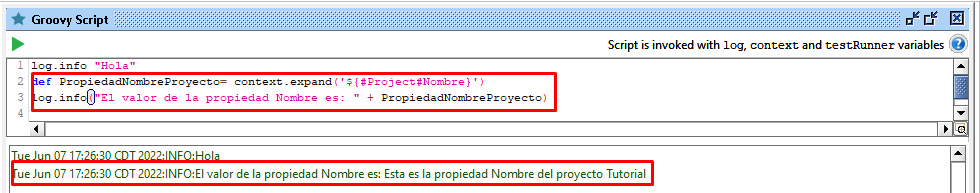 Groovy Script
Script is invoked with log, context and testRunner variables
1 log.info "Hola"
2 def PropiedadNombreProyecto= context.expand('${#Project#Nombre}')
3 log.info("El valor de la propiedad Nombre es: " + PropiedadNombreProyecto)
4
Tue Jun 07 17:26:30 CDT 2022:INFO:Hola
Tue Jun 07 17:26:30 CDT 2022:INFO:El valor de la propiedad Nombre es: Esta es la propiedad Nombre del proyecto Tutorial